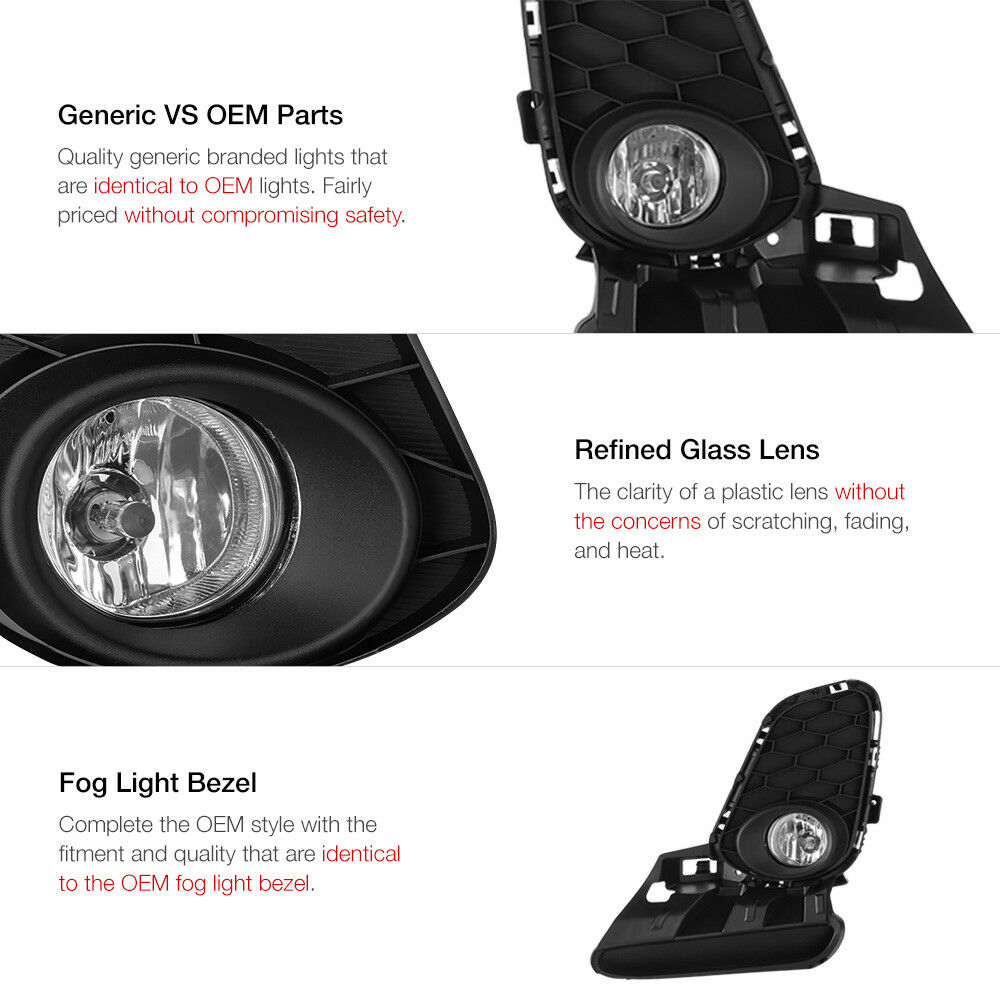 Generic VS OEM Parts
Quality generic branded lights that
are identical to OEM lights. Fairly
priced without compromising safety.
Refined Glass Lens
The clarity of a plastic lens without
the concerns of scratching, fading,
and heat.
Fog Light Bezel
Complete the OEM style with the
fitment and quality that are identical
to the OEM fog light bezel.